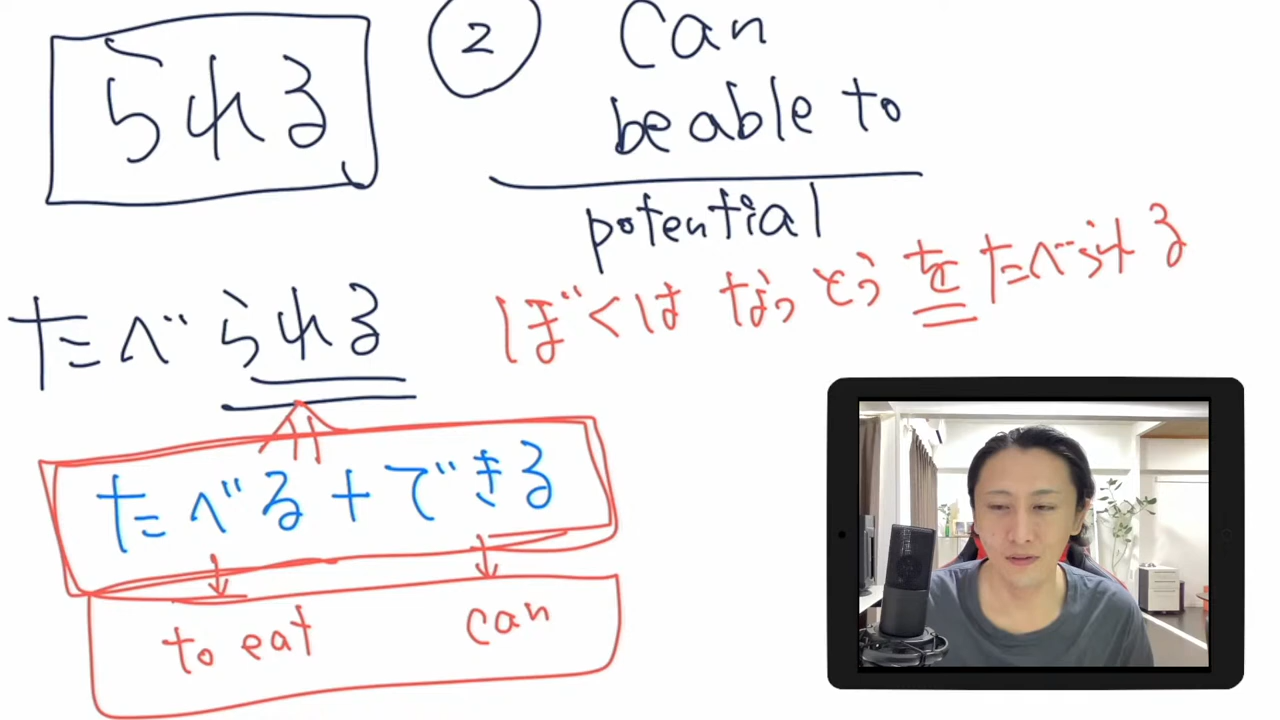 られる
2
can
be able to
potential
ぼくは なっとう を たべられる
たべられる
たべる+できる
to eat can